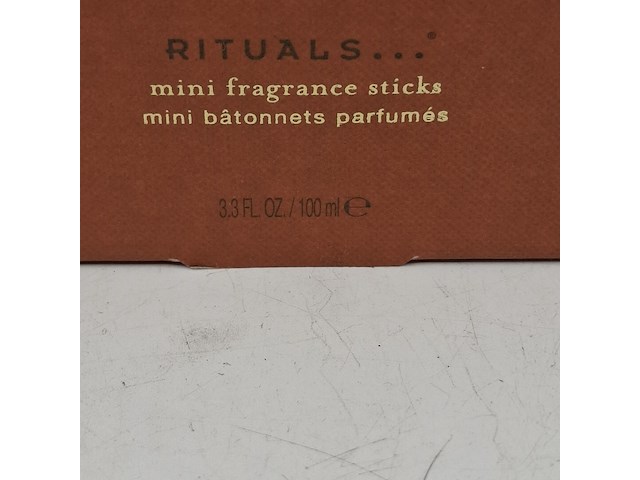 RITUALS...®
mini fragrance sticks
mini bâtonnets parfumés
3.3 FL. OZ. / 100 ml ℮